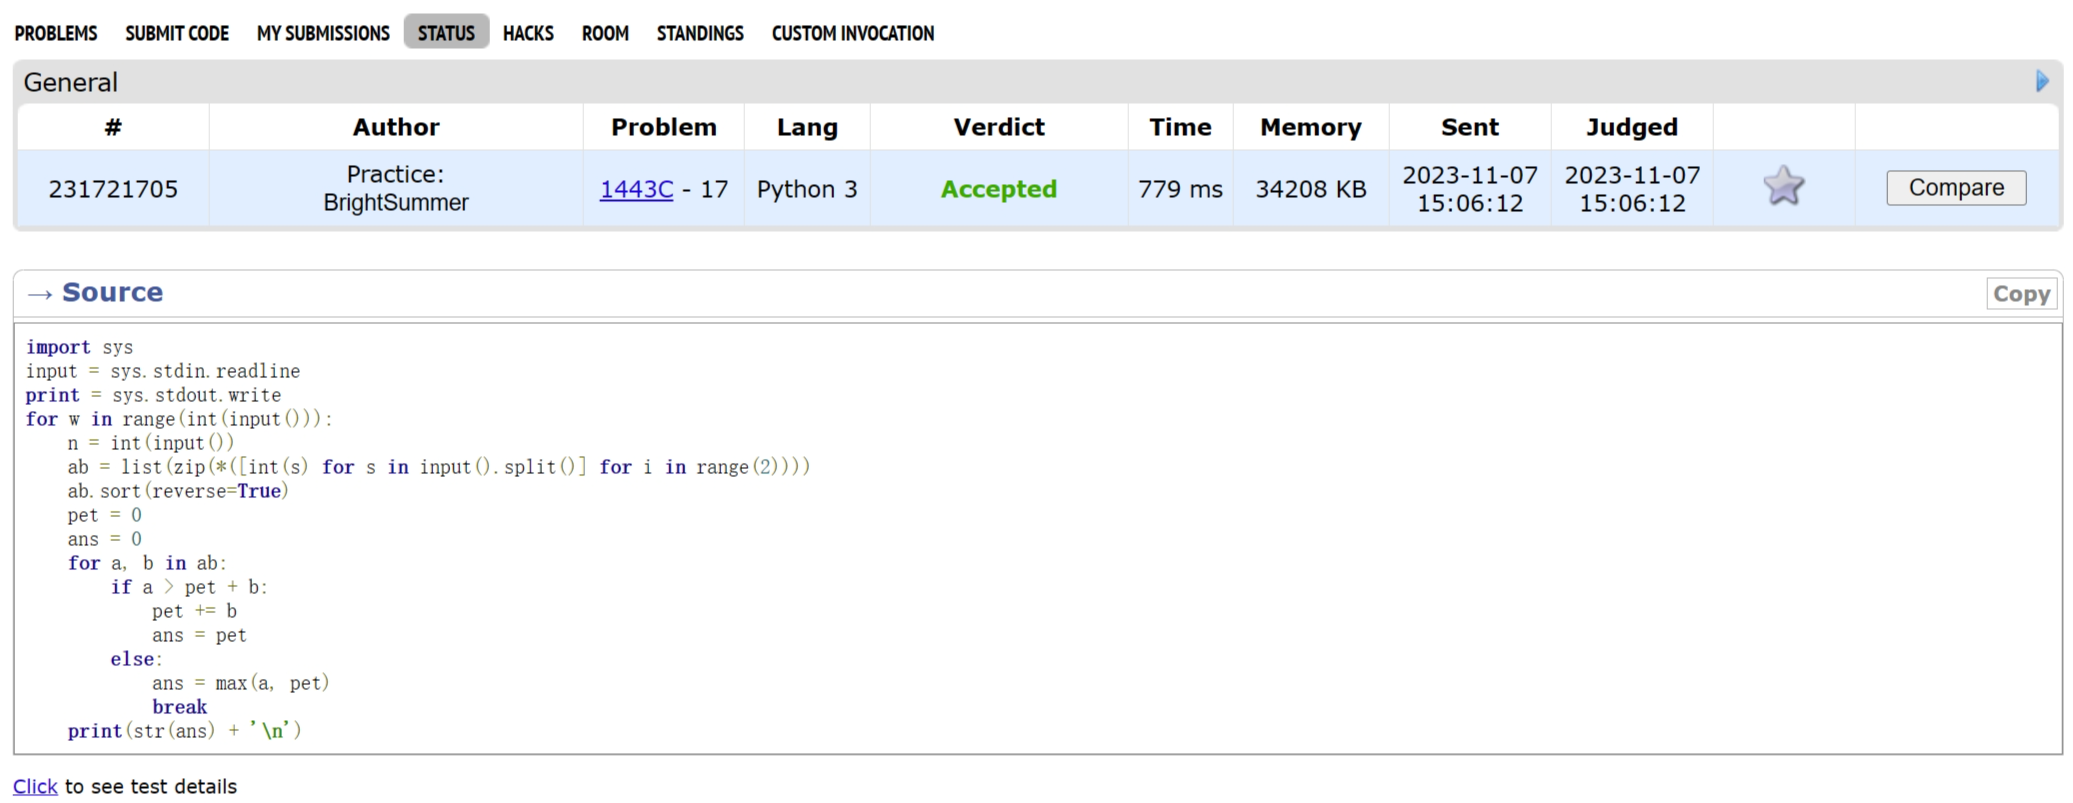 PROBLEMS SUBMIT CODE MY SUBMISSIONS STATUS HACKS ROOM STANDINGS CUSTOM INVOCATION
General
# Author Problem Lang Verdict Time Memory Sent Judged
231721705 Practice: BrightSummer 1443C - 17 Python 3 Accepted 779 ms 34208 KB 2023-11-07 15:06:12 2023-11-07 15:06:12 Compare
→ Source Copy
import sys
input = sys.stdin.readline
print = sys.stdout.write
for w in range(int(input())):
    n = int(input())
    ab = list(zip(*([int(s) for s in input().split()] for i in range(2))))
    ab.sort(reverse=True)
    pet = 0
    ans = 0
    for a, b in ab:
        if a > pet + b:
            pet += b
            ans = pet
        else:
            ans = max(a, pet)
            break
    print(str(ans) + '\n')
Click to see test details